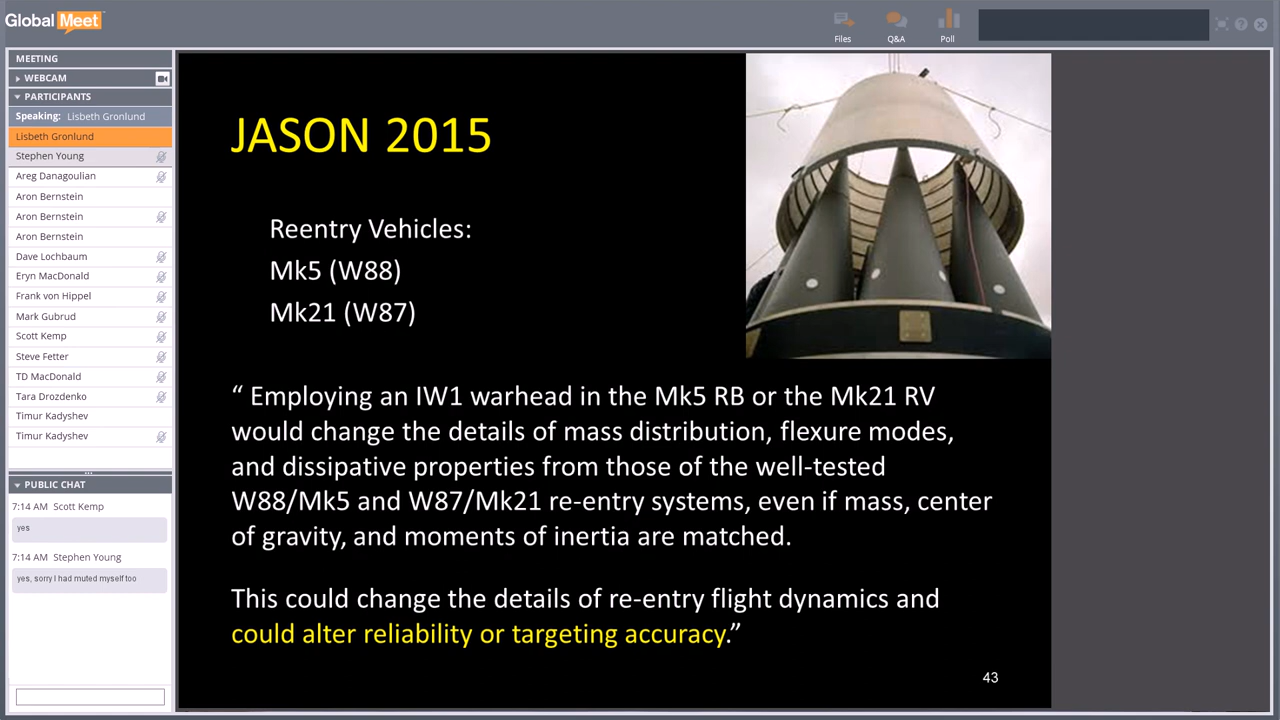 Global Meet
Files
Q&A
Poll
MEETING
WEBCAM
PARTICIPANTS
Speaking: Lisbeth Gronlund
Lisbeth Gronlund
Stephen Young
Areg Danagoulian
Aron Bernstein
Aron Bernstein
Aron Bernstein
Dave Lochbaum
Eryn MacDonald
Frank von Hippel
Mark Gubrud
Scott Kemp
Steve Fetter
TD MacDonald
Tara Drozdenko
Timur Kadyshev
Timur Kadyshev
PUBLIC CHAT
7:14 AM Scott Kemp
yes
7:14 AM Stephen Young
yes, sorry I had muted myself too
JASON 2015
Reentry Vehicles:
Mk5 (W88)
Mk21 (W87)
“ Employing an IW1 warhead in the Mk5 RB or the Mk21 RV
would change the details of mass distribution, flexure modes,
and dissipative properties from those of the well-tested
W88/Mk5 and W87/Mk21 re-entry systems, even if mass, center
of gravity, and moments of inertia are matched.
This could change the details of re-entry flight dynamics and
could alter reliability or targeting accuracy.”
43